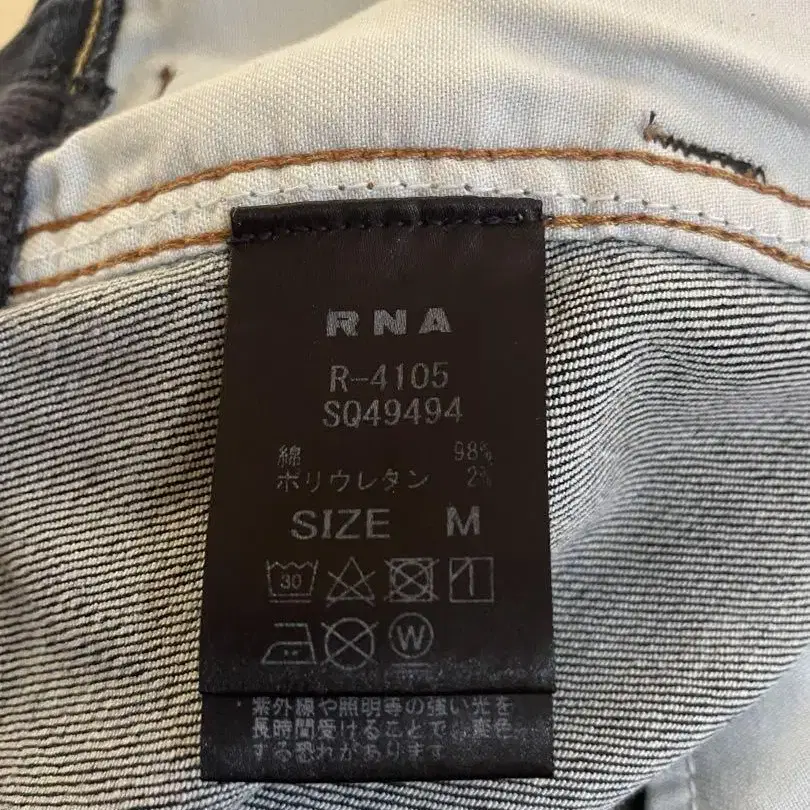 RNA
R-4105
SQ49494
綿 98%
ポリウレタン 2%
SIZE M
30
W
*紫外線や照明等の強い光を
長時間受けることで、変色
する恐れがあります